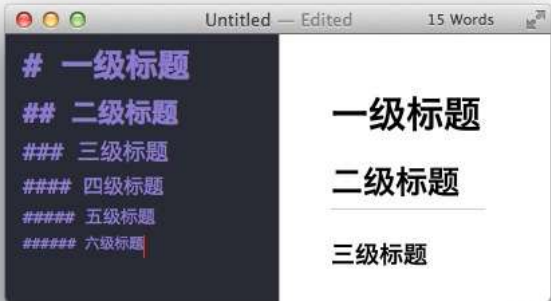 Untitled — Edited
15 Words
# 一级标题
## 二级标题
### 三级标题
#### 四级标题
##### 五级标题
###### 六级标题
一级标题
二级标题
三级标题